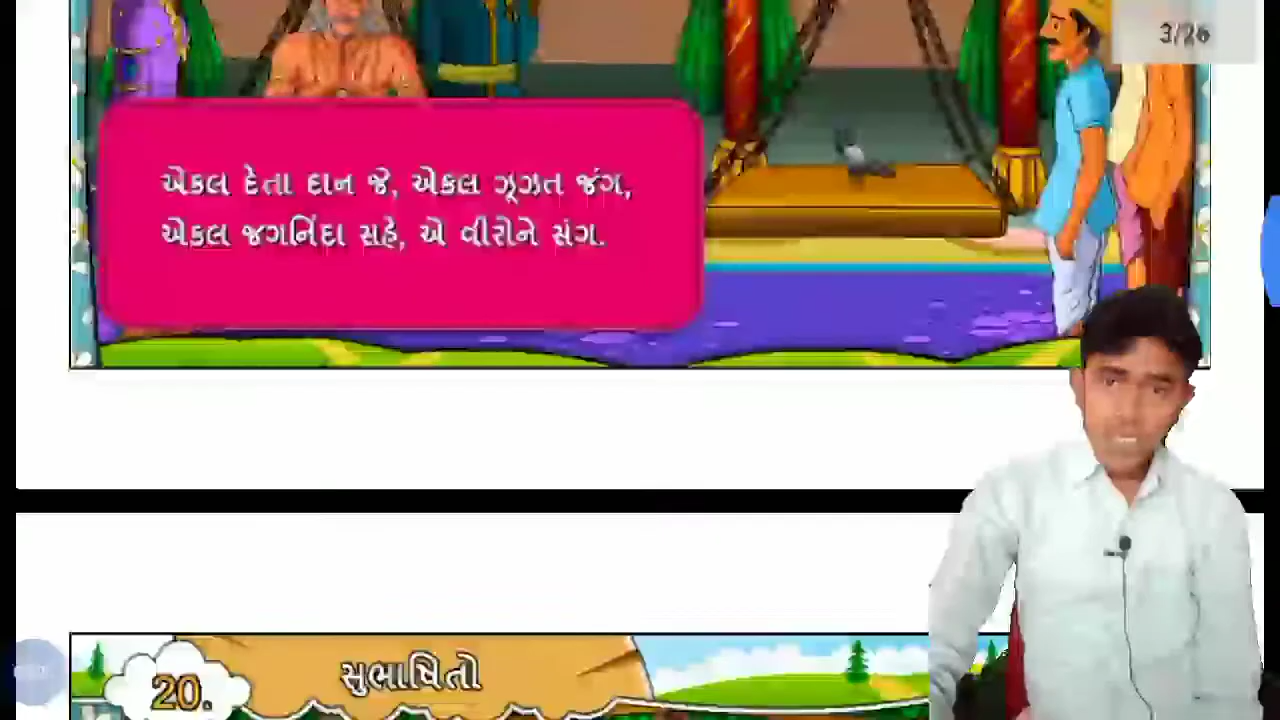 3/26
એકલ દેતા દાન જે, એકલ ઝૂઝત જંગ,
એકલ જગનિંદા સહે, એ વીરોને સંગ.
20.
સુભાષિતો